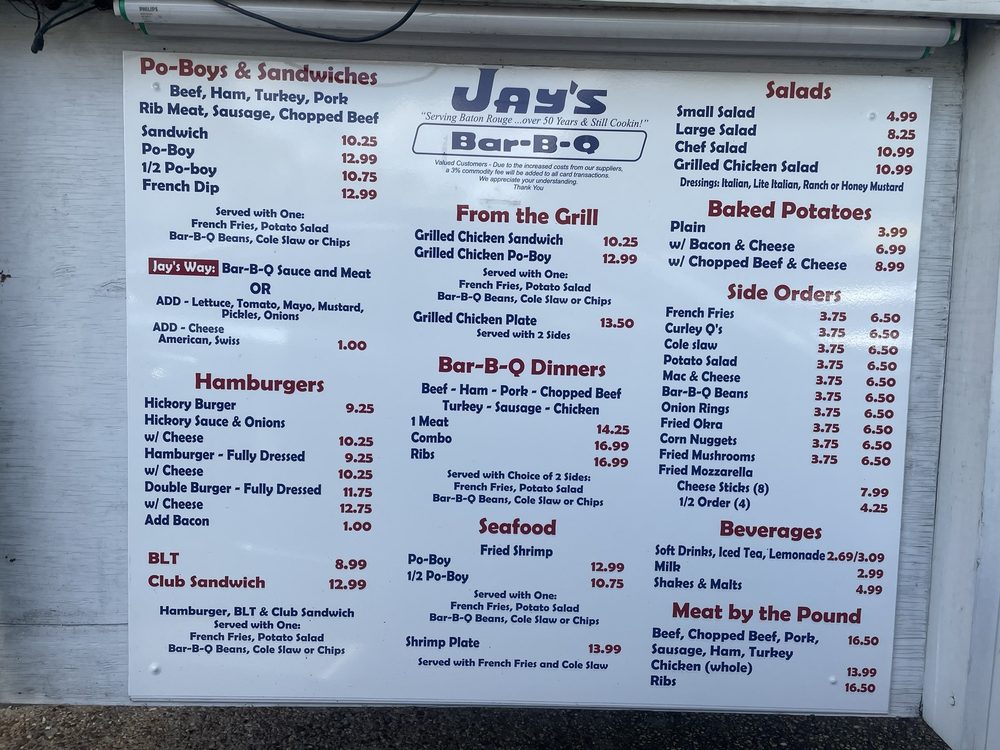 PHILIPS
Po-Boys & Sandwiches
Beef, Ham, Turkey, Pork
Rib Meat, Sausage, Chopped Beef
Sandwich 10.25
Po-Boy 12.99
1/2 Po-boy 10.75
French Dip 12.99
Served with One:
French Fries, Potato Salad
Bar-B-Q Beans, Cole Slaw or Chips
Jay's Way: Bar-B-Q Sauce and Meat
OR
ADD - Lettuce, Tomato, Mayo, Mustard,
Pickles, Onions
ADD - Cheese
American, Swiss 1.00
Hamburgers
Hickory Burger 9.25
Hickory Sauce & Onions
w/ Cheese 10.25
Hamburger - Fully Dressed 9.25
w/ Cheese 10.25
Double Burger - Fully Dressed 11.75
w/ Cheese 12.75
Add Bacon 1.00
BLT 8.99
Club Sandwich 12.99
Hamburger, BLT & Club Sandwich
Served with One:
French Fries, Potato Salad
Bar-B-Q Beans, Cole Slaw or Chips
Jay's
"Serving Baton Rouge ...over 50 Years & Still Cookin!"
Bar-B-Q
Valued Customers - Due to the increased costs from our suppliers,
a 3% commodity fee will be added to all card transactions.
We appreciate your understanding.
Thank You
From the Grill
Grilled Chicken Sandwich 10.25
Grilled Chicken Po-Boy 12.99
Served with One:
French Fries, Potato Salad
Bar-B-Q Beans, Cole Slaw or Chips
Grilled Chicken Plate 13.50
Served with 2 Sides
Bar-B-Q Dinners
Beef - Ham - Pork - Chopped Beef
Turkey - Sausage - Chicken
1 Meat 14.25
Combo 16.99
Ribs 16.99
Served with Choice of 2 Sides:
French Fries, Potato Salad
Bar-B-Q Beans, Cole Slaw or Chips
Seafood
Fried Shrimp
Po-Boy 12.99
1/2 Po-Boy 10.75
Served with One:
French Fries, Potato Salad
Bar-B-Q Beans, Cole Slaw or Chips
Shrimp Plate 13.99
Served with French Fries and Cole Slaw
Salads
Small Salad 4.99
Large Salad 8.25
Chef Salad 10.99
Grilled Chicken Salad 10.99
Dressings: Italian, Lite Italian, Ranch or Honey Mustard
Baked Potatoes
Plain 3.99
w/ Bacon & Cheese 6.99
w/ Chopped Beef & Cheese 8.99
Side Orders
French Fries 3.75 6.50
Curley Q's 3.75 6.50
Cole slaw 3.75 6.50
Potato Salad 3.75 6.50
Mac & Cheese 3.75 6.50
Bar-B-Q Beans 3.75 6.50
Onion Rings 3.75 6.50
Fried Okra 3.75 6.50
Corn Nuggets 3.75 6.50
Fried Mushrooms 3.75 6.50
Fried Mozzarella
Cheese Sticks (8) 7.99
1/2 Order (4) 4.25
Beverages
Soft Drinks, Iced Tea, Lemonade 2.69/3.09
Milk 2.99
Shakes & Malts 4.99
Meat by the Pound
Beef, Chopped Beef, Pork, 16.50
Sausage, Ham, Turkey
Chicken (whole) 13.99
Ribs 16.50